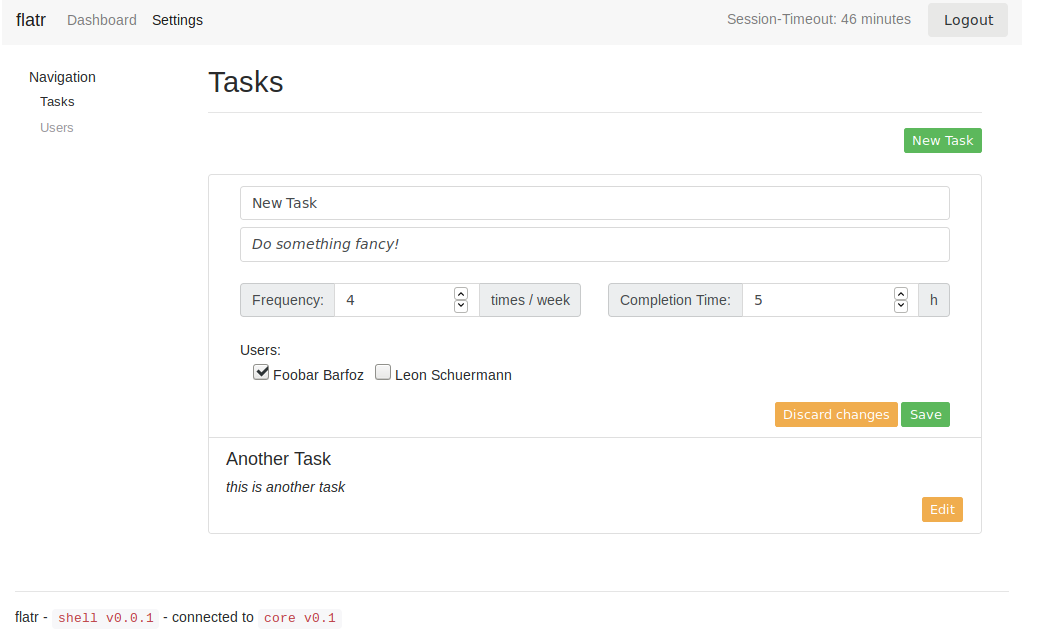 flatr Dashboard Settings Session-Timeout: 46 minutes Logout
Navigation
Tasks
Users
Tasks
New Task
New Task
Do something fancy!
Frequency: 4 times / week Completion Time: 5 h
Users:
Foobar Barfoz Leon Schuermann
Discard changes Save
Another Task
this is another task
Edit
flatr - shell v0.0.1 - connected to core v0.1